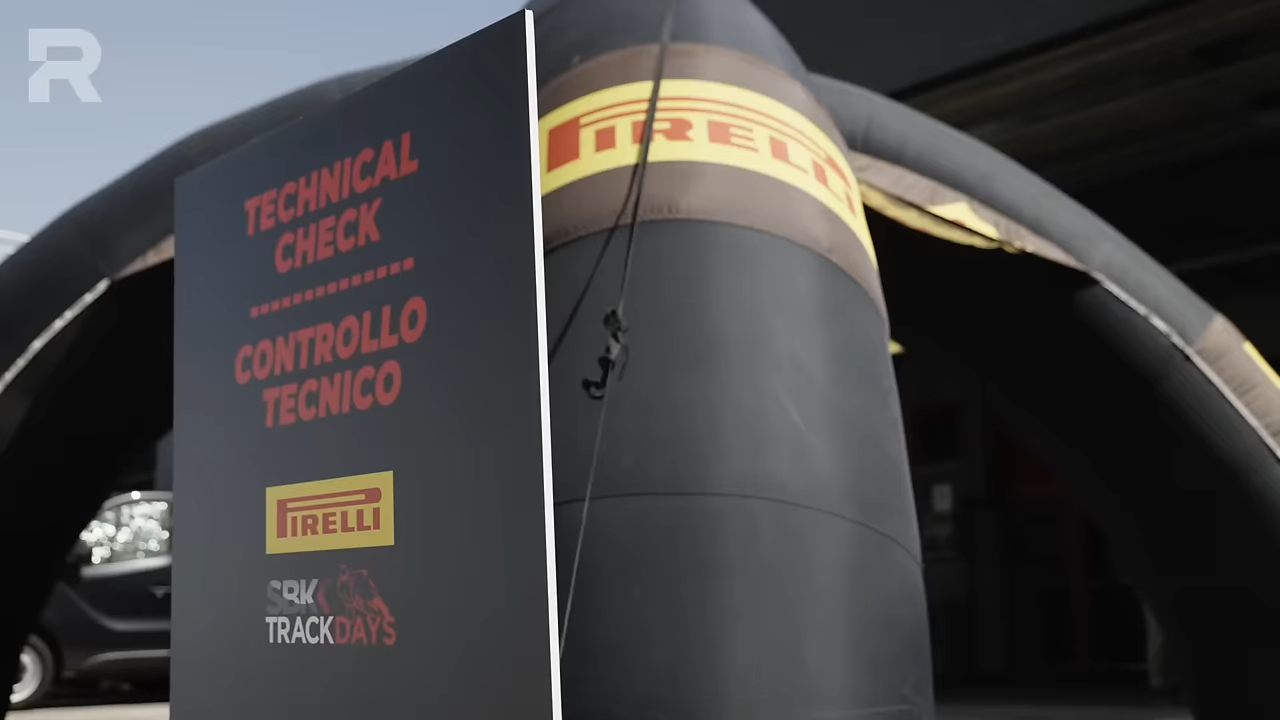 R
TECHNICAL
CHECK
CONTROLLO
TECNICO
PIRELLI
SBK
TRACKDAYS
PIRELLI